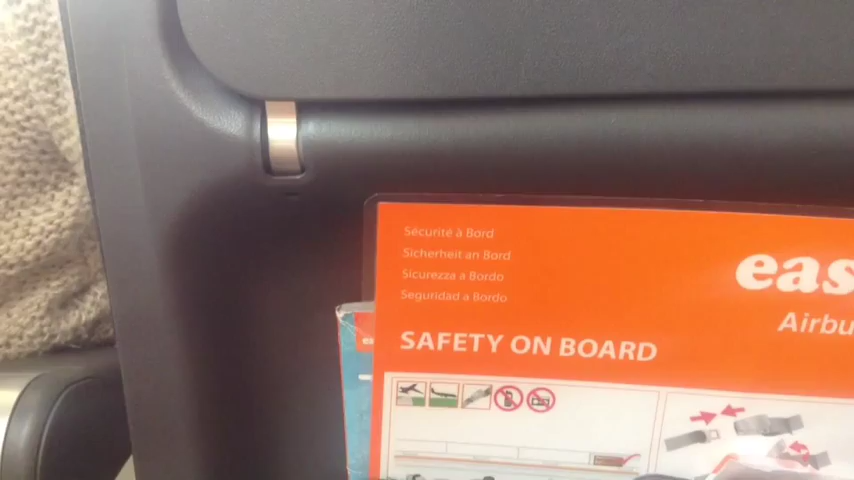 Sécurité à Bord
Sicherheit an Bord
Sicurezza a Bordo
Seguridad a Bordo
eas
Airbu
SAFETY ON BOARD